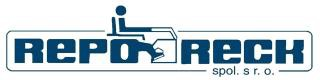 REPO RECK
spol. s r. o.